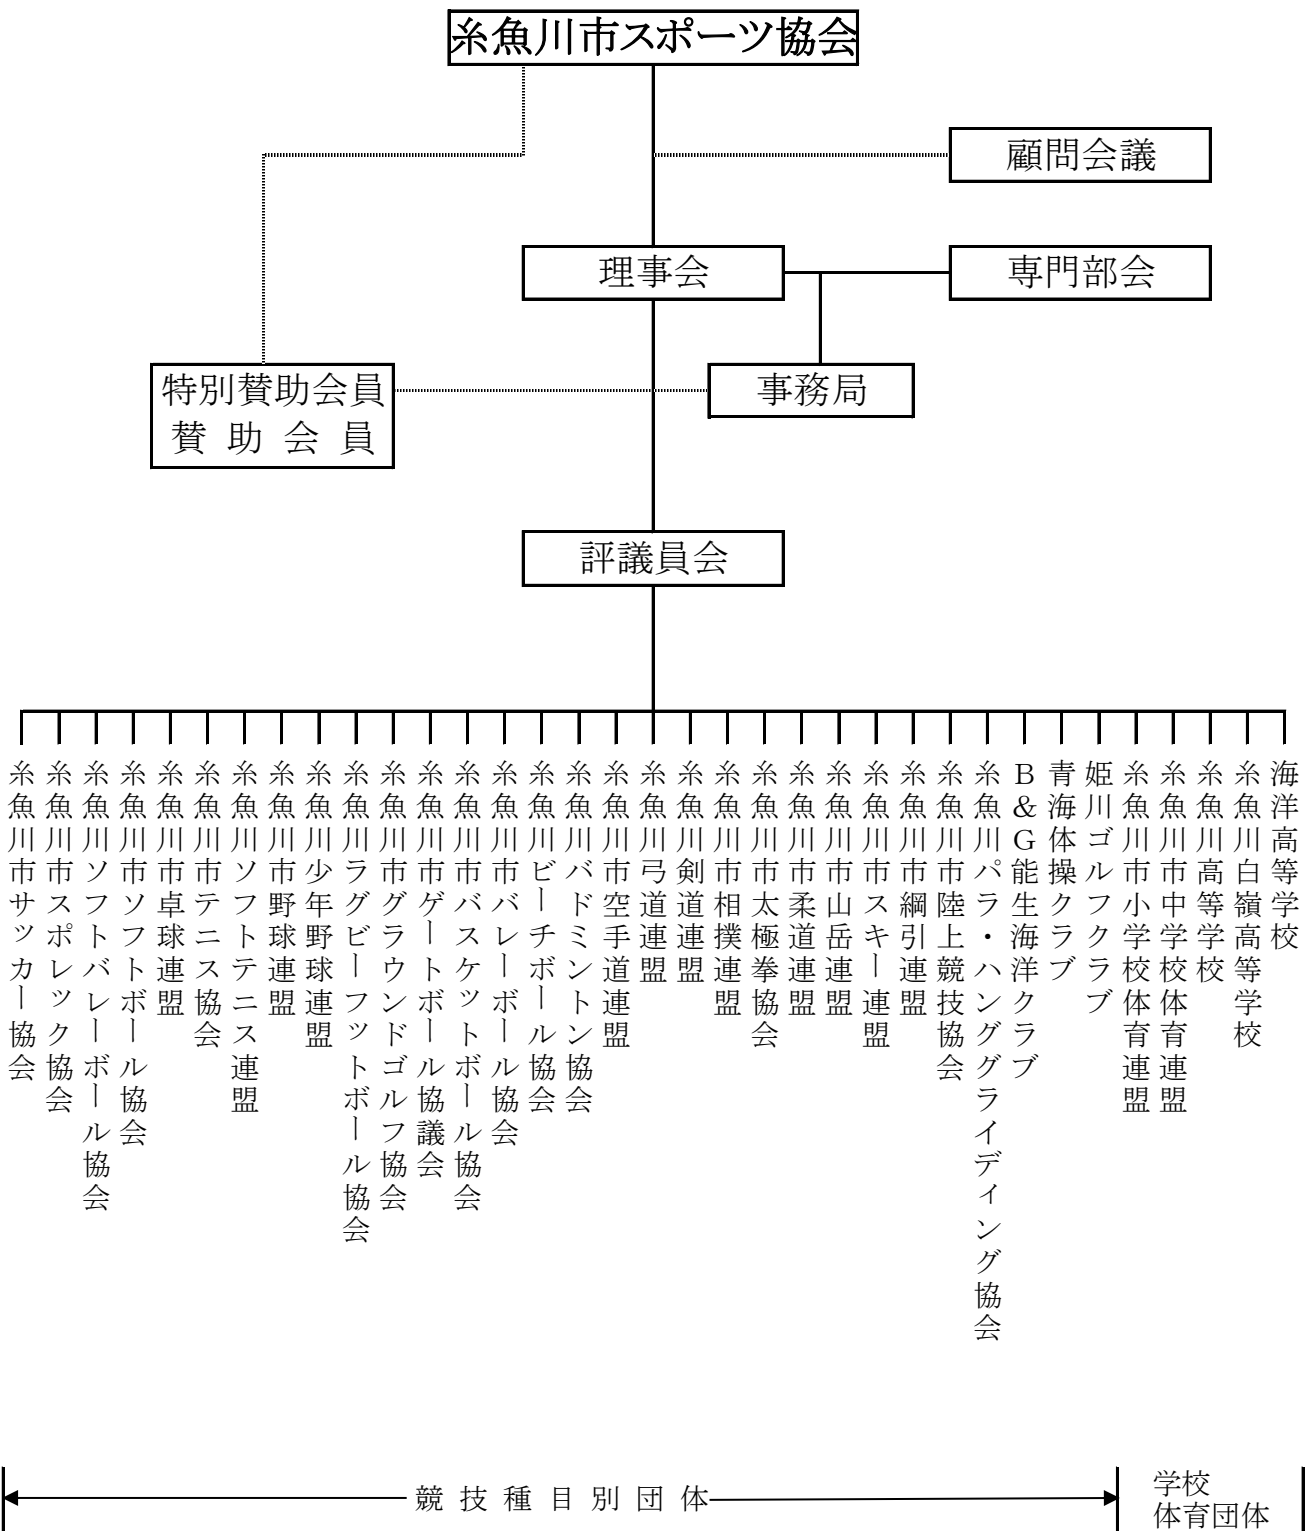 糸魚川市スポーツ協会
顧問会議
理事会
専門部会
特別賛助会員
賛助会員
事務局
評議員会
糸魚川市サッカー協会
糸魚川市スポレック協会
糸魚川ソフトバレーボール協会
糸魚川市ソフトボール協会
糸魚川市卓球連盟
糸魚川市テニス協会
糸魚川ソフトテニス連盟
糸魚川市野球連盟
糸魚川少年野球連盟
糸魚川ラグビーフットボール協会
糸魚川市グラウンドゴルフ協会
糸魚川市ゲートボール協議会
糸魚川市バスケットボール協会
糸魚川市バレーボール協会
糸魚川ビーチボール協会
糸魚川バドミントン協会
糸魚川市空手道連盟
糸魚川弓道連盟
糸魚川剣道連盟
糸魚川市相撲連盟
糸魚川市太極拳協会
糸魚川市柔道連盟
糸魚川市山岳連盟
糸魚川市スキー連盟
糸魚川市綱引連盟
糸魚川市陸上競技協会
糸魚川パラ・ハンググライディング協会
B&G能生海洋クラブ
青海体操クラブ
姫川ゴルフクラブ
糸魚川市小学校体育連盟
糸魚川市中学校体育連盟
糸魚川高等学校
糸魚川白嶺高等学校
海洋高等学校
競技種目別団体
学校
体育団体